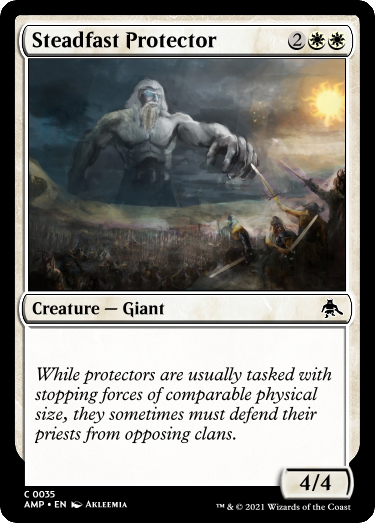 Steadfast Protector 2
Creature — Giant
While protectors are usually tasked with
stopping forces of comparable physical
size, they sometimes must defend their
priests from opposing clans.
4/4
C 0035
AMP • EN Akleemia
™ & © 2021 Wizards of the Coast